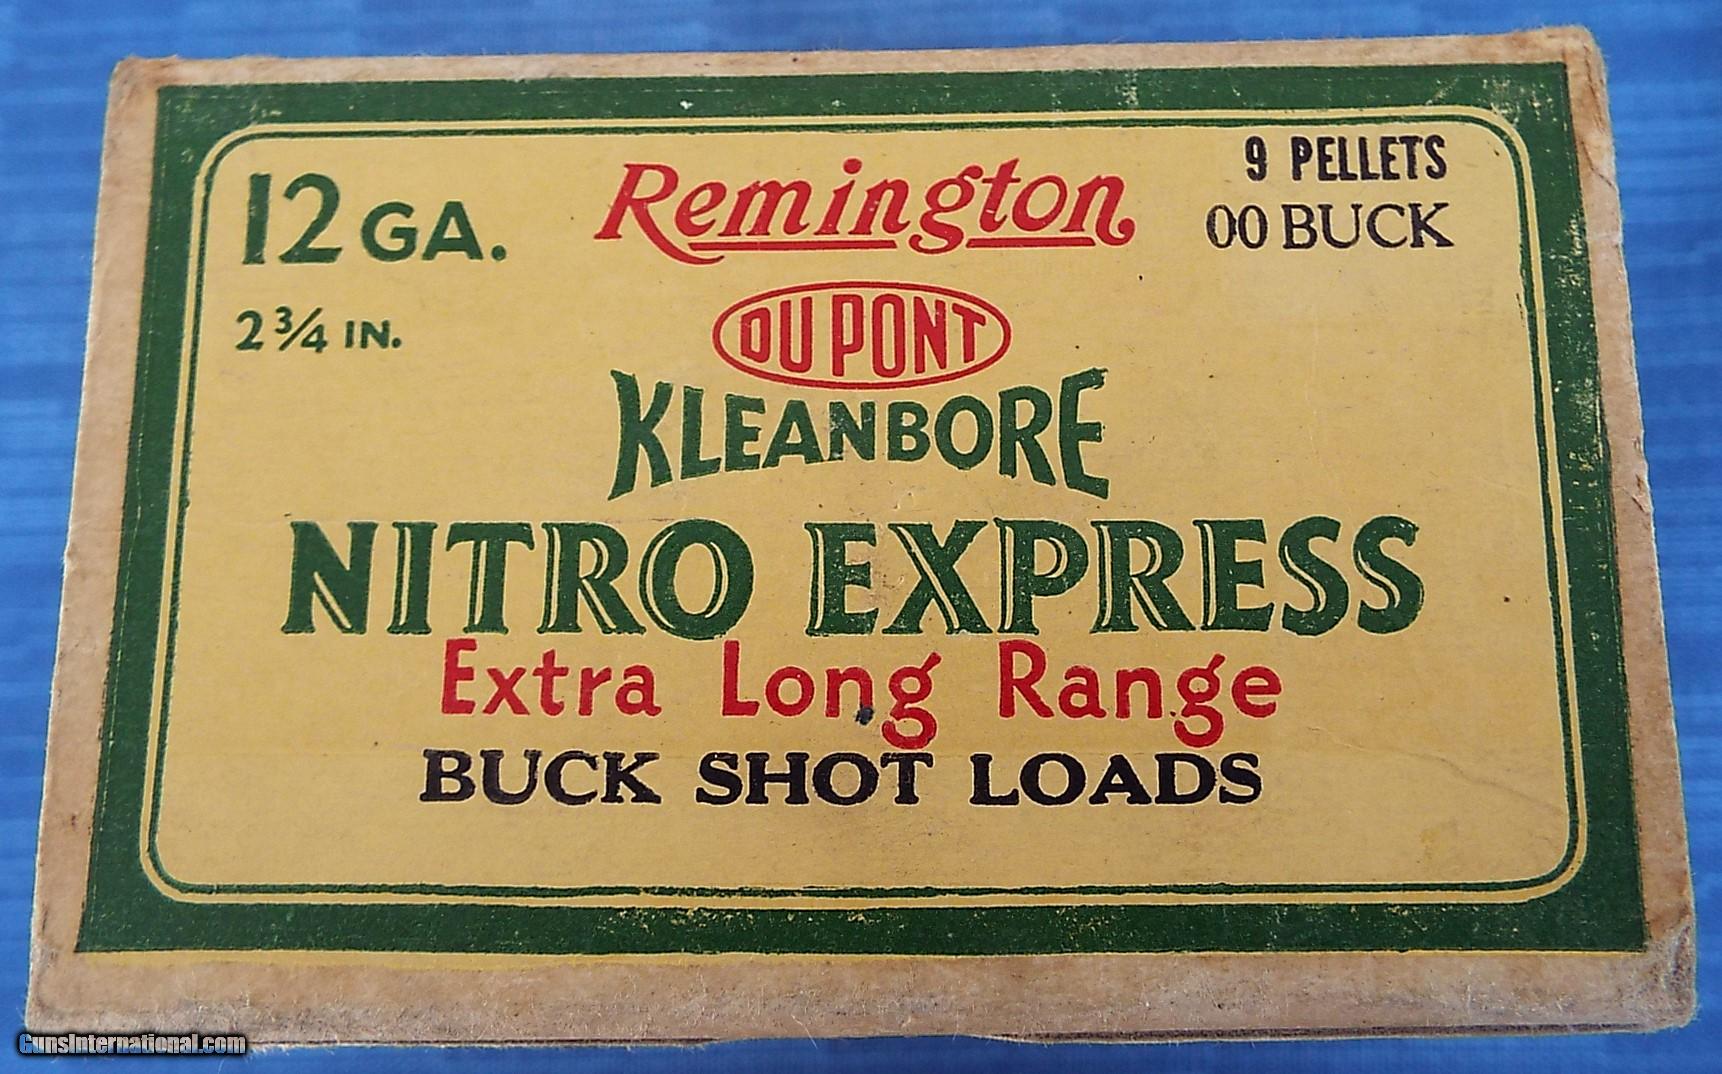 12 GA.
Remington
9 PELLETS
00 BUCK
2 3/4 IN.
DU PONT
KLEANBORE
NITRO EXPRESS
Extra Long Range
BUCK SHOT LOADS
GunsInternational.com